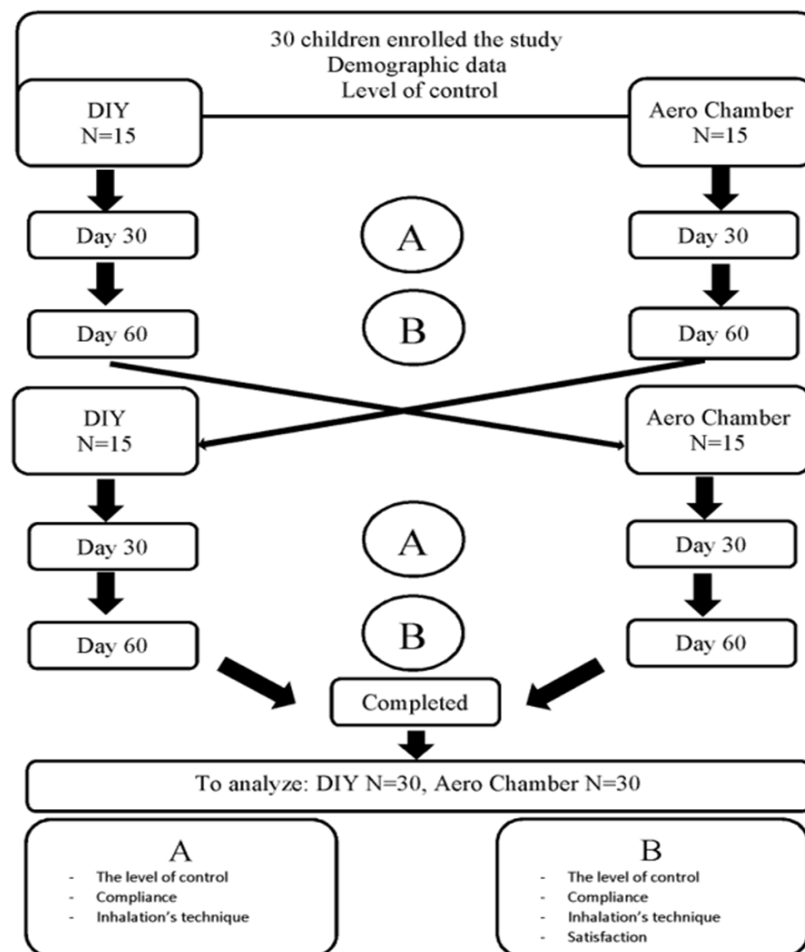 30 children enrolled the study
Demographic data
Level of control
DIY
N=15
Aero Chamber
N=15
Day 30
A
Day 30
Day 60
B
Day 60
DIY
N=15
Aero Chamber
N=15
Day 30
A
Day 30
Day 60
B
Day 60
Completed
To analyze: DIY N=30, Aero Chamber N=30
A
- The level of control
- Compliance
- Inhalation's technique
B
- The level of control
- Compliance
- Inhalation's technique
- Satisfaction